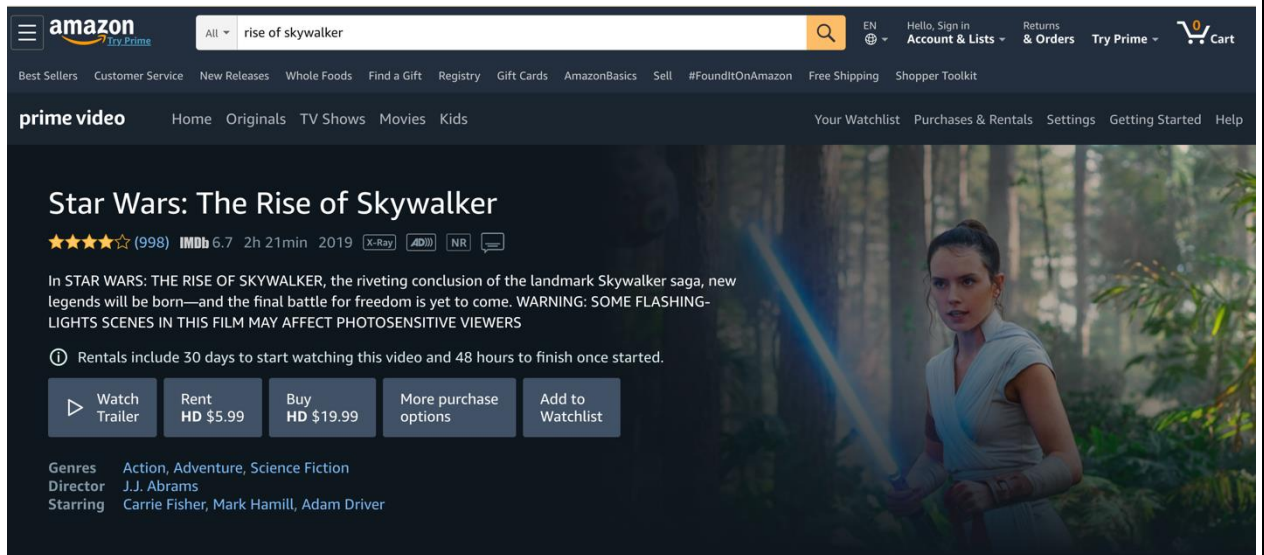 amazon
Try Prime
All rise of skywalker
EN
Hello, Sign in
Account & Lists
Returns
& Orders
Try Prime
0
Cart
Best Sellers Customer Service New Releases Whole Foods Find a Gift Registry Gift Cards AmazonBasics Sell #FoundItOnAmazon Free Shipping Shopper Toolkit
prime video Home Originals TV Shows Movies Kids Your Watchlist Purchases & Rentals Settings Getting Started Help
Star Wars: The Rise of Skywalker
(998) IMDb 6.7 2h 21min 2019 X-Ray AD))) NR
In STAR WARS: THE RISE OF SKYWALKER, the riveting conclusion of the landmark Skywalker saga, new
legends will be born—and the final battle for freedom is yet to come. WARNING: SOME FLASHING-
LIGHTS SCENES IN THIS FILM MAY AFFECT PHOTOSENSITIVE VIEWERS
Rentals include 30 days to start watching this video and 48 hours to finish once started.
Watch
Trailer
Rent
HD $5.99
Buy
HD $19.99
More purchase
options
Add to
Watchlist
Genres Action, Adventure, Science Fiction
Director J.J. Abrams
Starring Carrie Fisher, Mark Hamill, Adam Driver